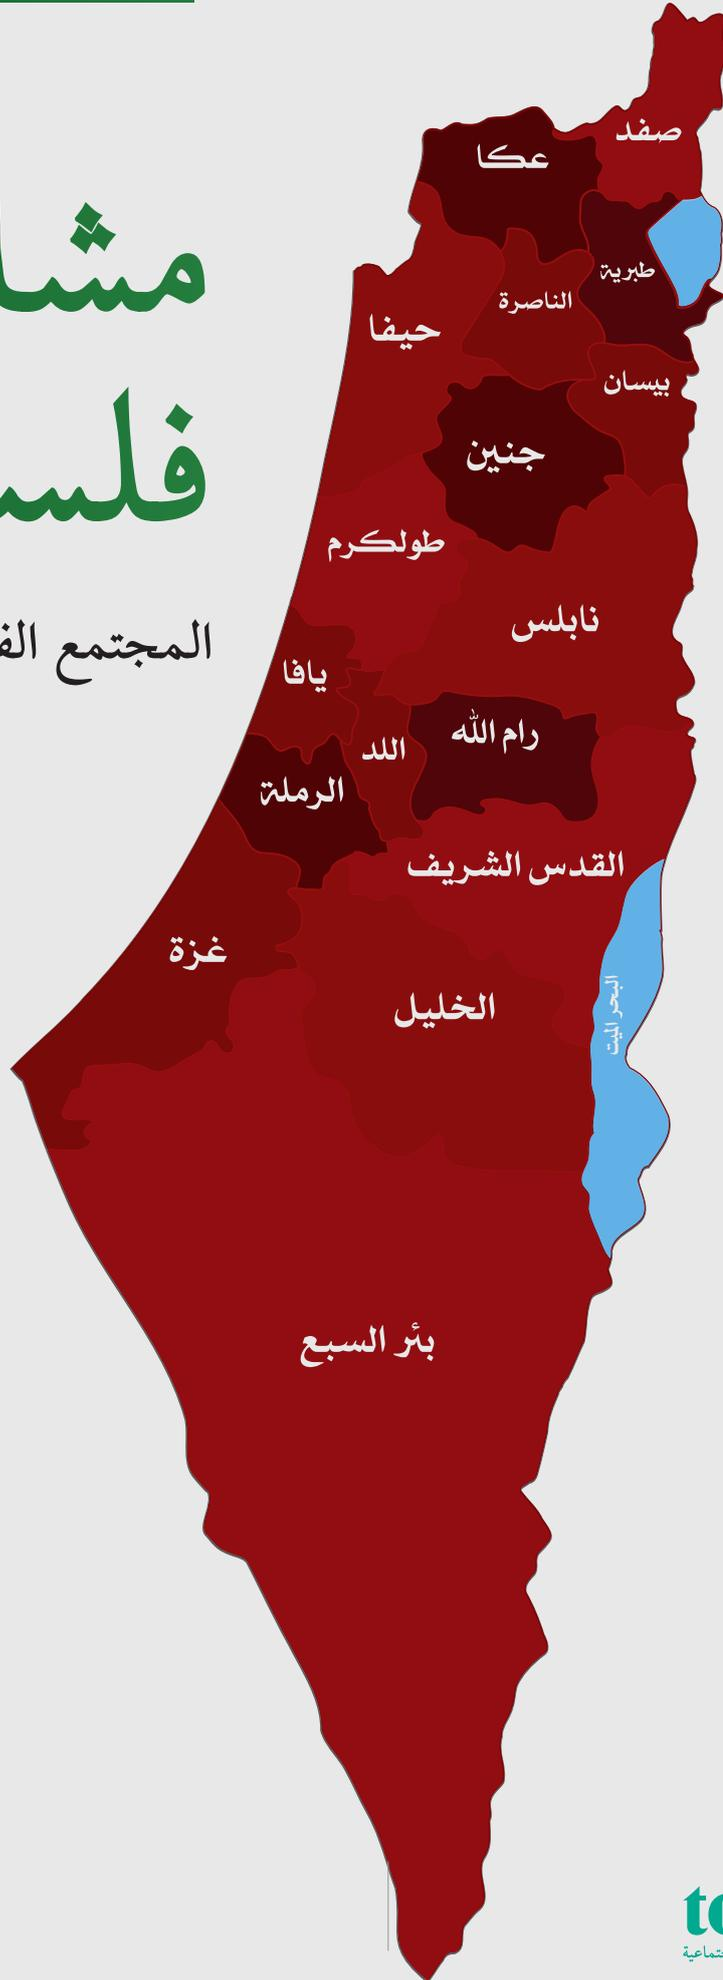 صفد
عكا
طبرية
الناصرة
حيفا
بيسان
جنين
طولكرم
نابلس
المجتمع
يافا
رام الله
اللد
الرملة
القدس الشريف
غزة
الخليل
البحر الميت
بئر السبع